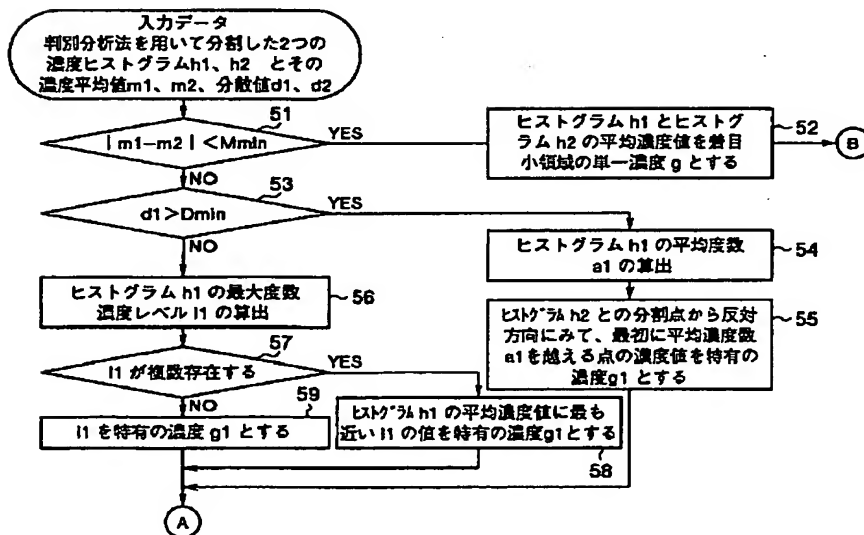 入力データ
判別分析法を用いて分割した2つの
濃度ヒストグラムh1、h2 とその
濃度平均値m1、m2、分散値d1、d2
51
| m1−m2 | <Mmin
YES
ヒストグラム h1 とヒストグ
ラム h2 の平均濃度値を着目
小領域の単一濃度 g とする
52
B
NO
53
d1>Dmin
YES
NO
ヒストグラム h1 の平均度数
a1 の算出
54
ヒストグラム h1 の最大度数
濃度レベル l1 の算出
56
ヒストグラム h2 との分割点から反対
方向にみて、最初に平均濃度数
a1を越える点の濃度値を特有の
濃度g1とする
55
57
l1 が複数存在する
YES
NO
59
l1 を特有の濃度 g1とする
ヒストグラム h1 の平均濃度値に最も
近い l1 の値を特有の濃度g1とする
58
A